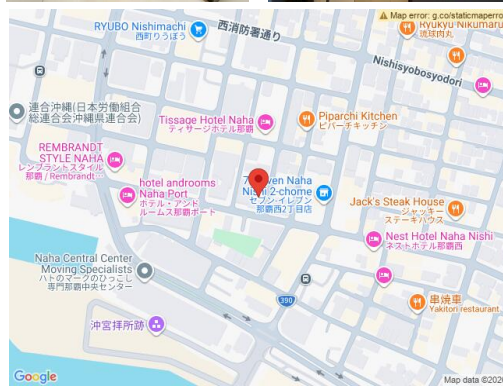 Map error: g.co/staticmaperro
RYUBO Nishimachi
西町りうぼう
西消防署通り
Ryukyu Nikumaru
琉球肉丸
Nishisyobosyodori
連合沖縄(日本労働組合
総連合会沖縄県連合会)
Tissage Hotel Naha
ティサージホテル那覇
Piparchi Kitchen
ピパーチキッチン
REMBRANDT
STYLE NAHA
レンブラントスタイル
那覇 / Rembrandt...
hotel androoms
Naha Port
ホテル・アンド
ルームス那覇ポート
7-Eleven Naha
Nishi 2-chome
セブン-イレブン
那覇西2丁目店
Jack's Steak House
ジャッキー
ステーキハウス
Nest Hotel Naha Nishi
ネストホテル那覇西
Naha Central Center
Moving Specialists
ハトのマークのひっこし
専門那覇中央センター
390
串焼車
Yakitori restaurant
沖宮拝所跡
Google
Map data ©2026